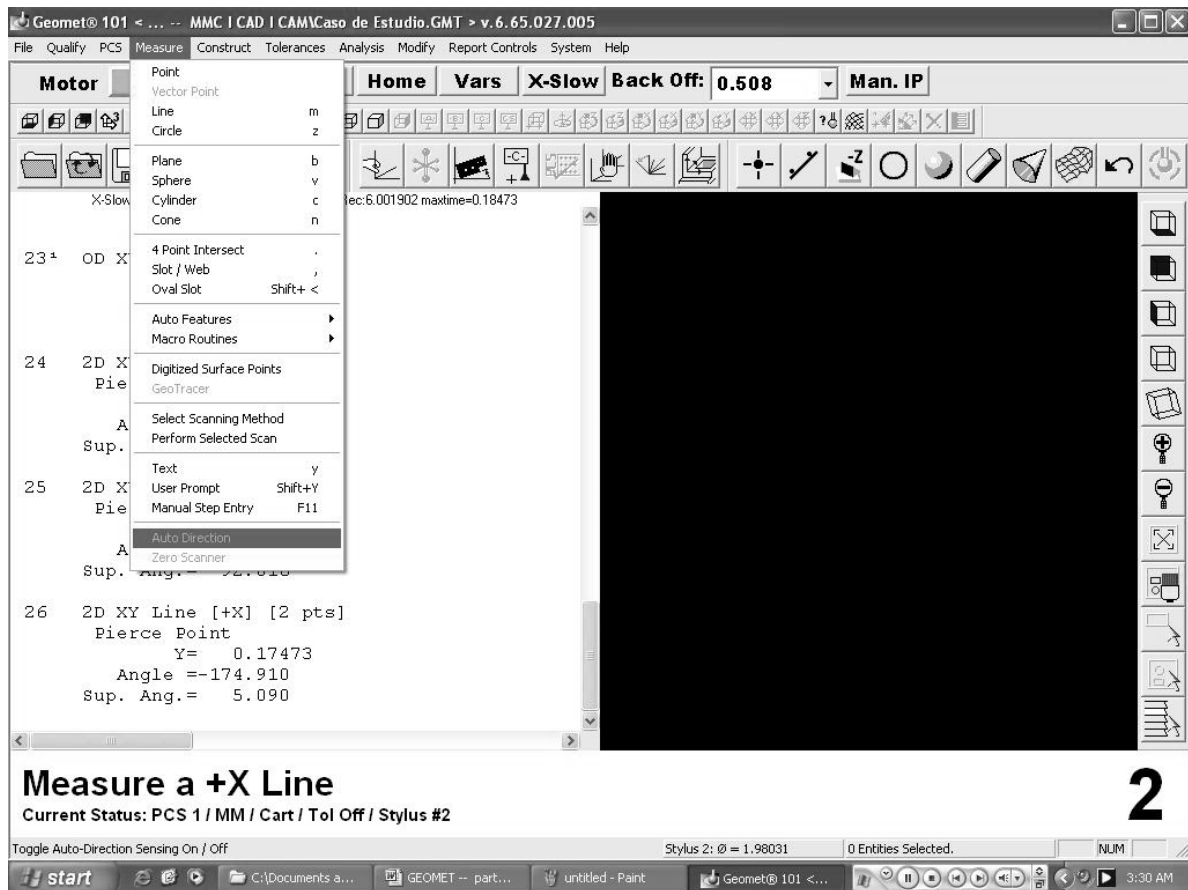 Geomet® 101 < ... -- MMC I CAD I CAM\Caso de Estudio.GMT > v.6.65.027.005
File Qualify PCS Measure Construct Tolerances Analysis Modify Report Controls System Help
Motor Home Vars X-Slow Back Off: 0.508 Man. IP
Point
Vector Point
Line m
Circle z
Plane b
Sphere v
Cylinder c
Cone n
4 Point Intersect .
Slot / Web ,
Oval Slot Shift+ <
Auto Features
Macro Routines
Digitized Surface Points
GeoTracer
Select Scanning Method
Perform Selected Scan
Text y
User Prompt Shift+Y
Manual Step Entry F11
Auto Direction
Zero Scanner
-C-
-Z
X-Slow ec:6.001902 maxtime=0.18473
23¹ OD X
24 2D X
Pie
A
Sup.
25 2D X
Pie
A
Sup.
26 2D XY Line [+X] [2 pts]
Pierce Point
Y= 0.17473
Angle =-174.910
Sup. Ang.= 5.090
Measure a +X Line 2
Current Status: PCS 1 / MM / Cart / Tol Off / Stylus #2
Toggle Auto-Direction Sensing On / Off Stylus 2: Ø = 1.98031 0 Entities Selected. NUM
start C:\Documents a... GEOMET -- part... untitled - Paint Geomet® 101 <... 3:30 AM